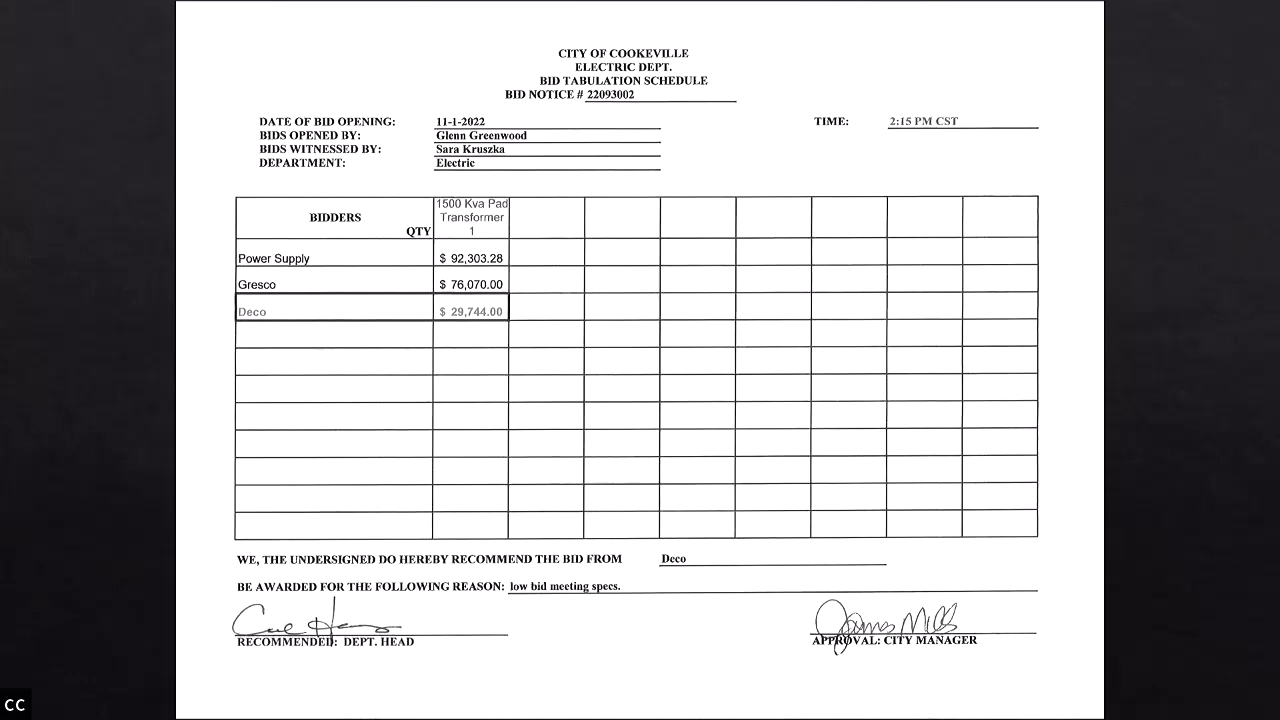 CITY OF COOKEVILLE
ELECTRIC DEPT.
BID TABULATION SCHEDULE
BID NOTICE # 22093002
DATE OF BID OPENING: 11-1-2022 TIME: 2:15 PM CST
BIDS OPENED BY: Glenn Greenwood
BIDS WITNESSED BY: Sara Kruszka
DEPARTMENT: Electric
1500 Kva Pad
BIDDERS Transformer
QTY 1
Power Supply $ 92,303.28
Gresco $ 76,070.00
Deco $ 29,744.00
WE, THE UNDERSIGNED DO HEREBY RECOMMEND THE BID FROM Deco
BE AWARDED FOR THE FOLLOWING REASON: low bid meeting specs.
James Mills
RECOMMENDED: DEPT. HEAD APPROVAL: CITY MANAGER
CC